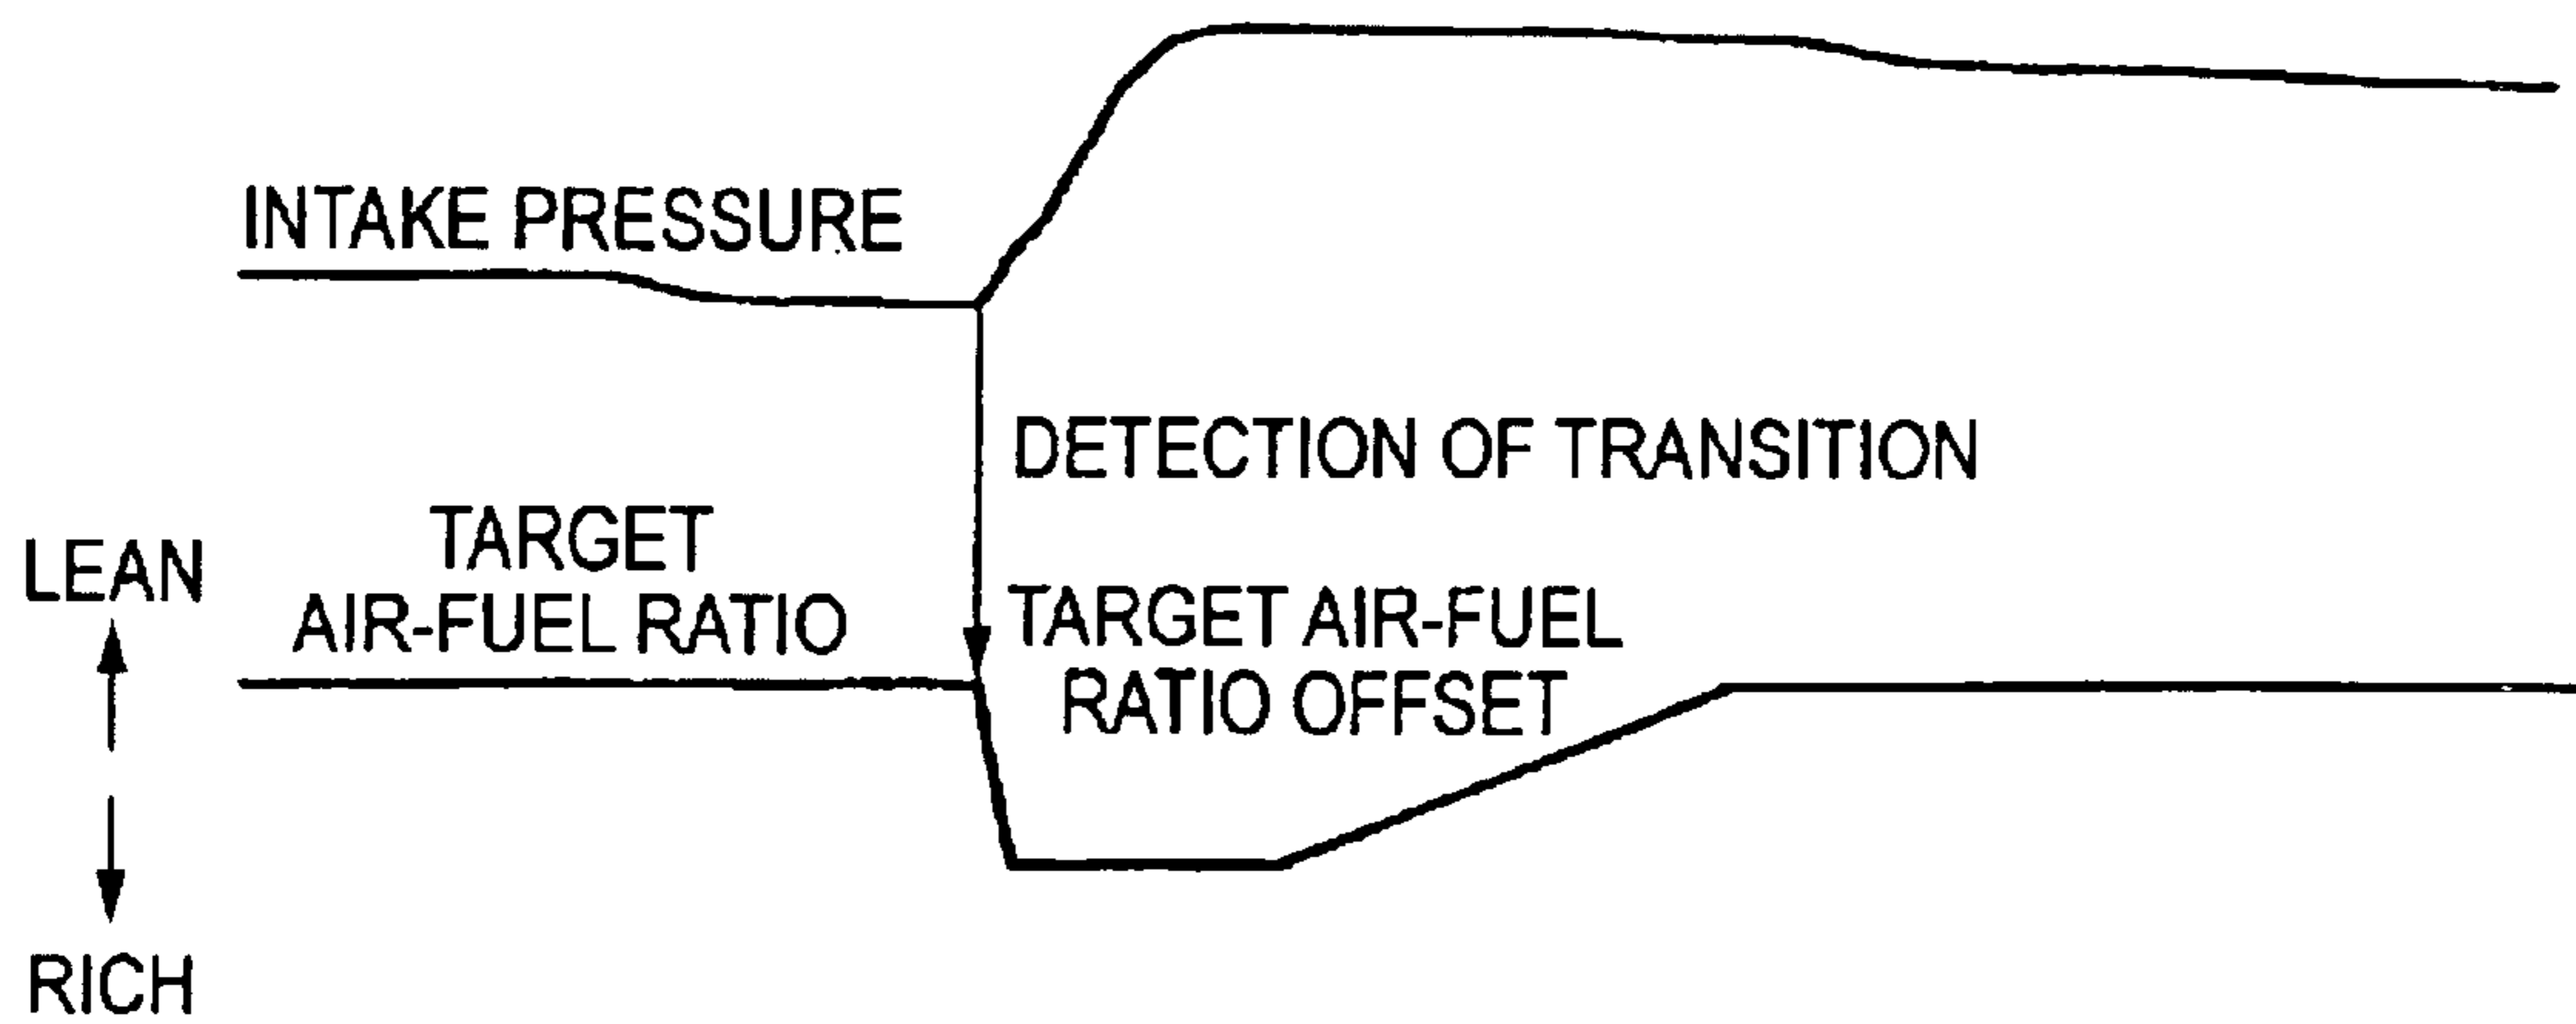 INTAKE PRESSURE
DETECTION OF TRANSITION
LEAN
TARGET
AIR-FUEL RATIO
TARGET AIR-FUEL
RATIO OFFSET
RICH